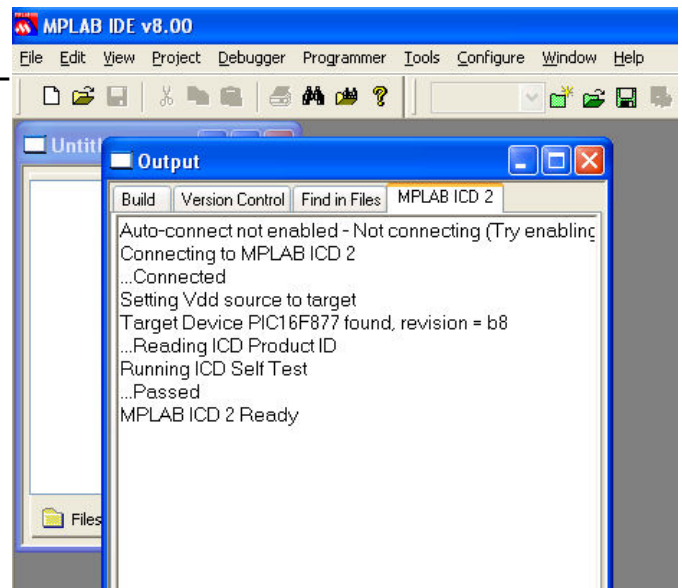 MPLAB IDE v8.00
File Edit View Project Debugger Programmer Tools Configure Window Help
Output
Build Version Control Find in Files MPLAB ICD 2
Auto-connect not enabled - Not connecting (Try enabling
Connecting to MPLAB ICD 2
...Connected
Setting Vdd source to target
Target Device PIC16F877 found, revision = b8
...Reading ICD Product ID
Running ICD Self Test
...Passed
MPLAB ICD 2 Ready
Files